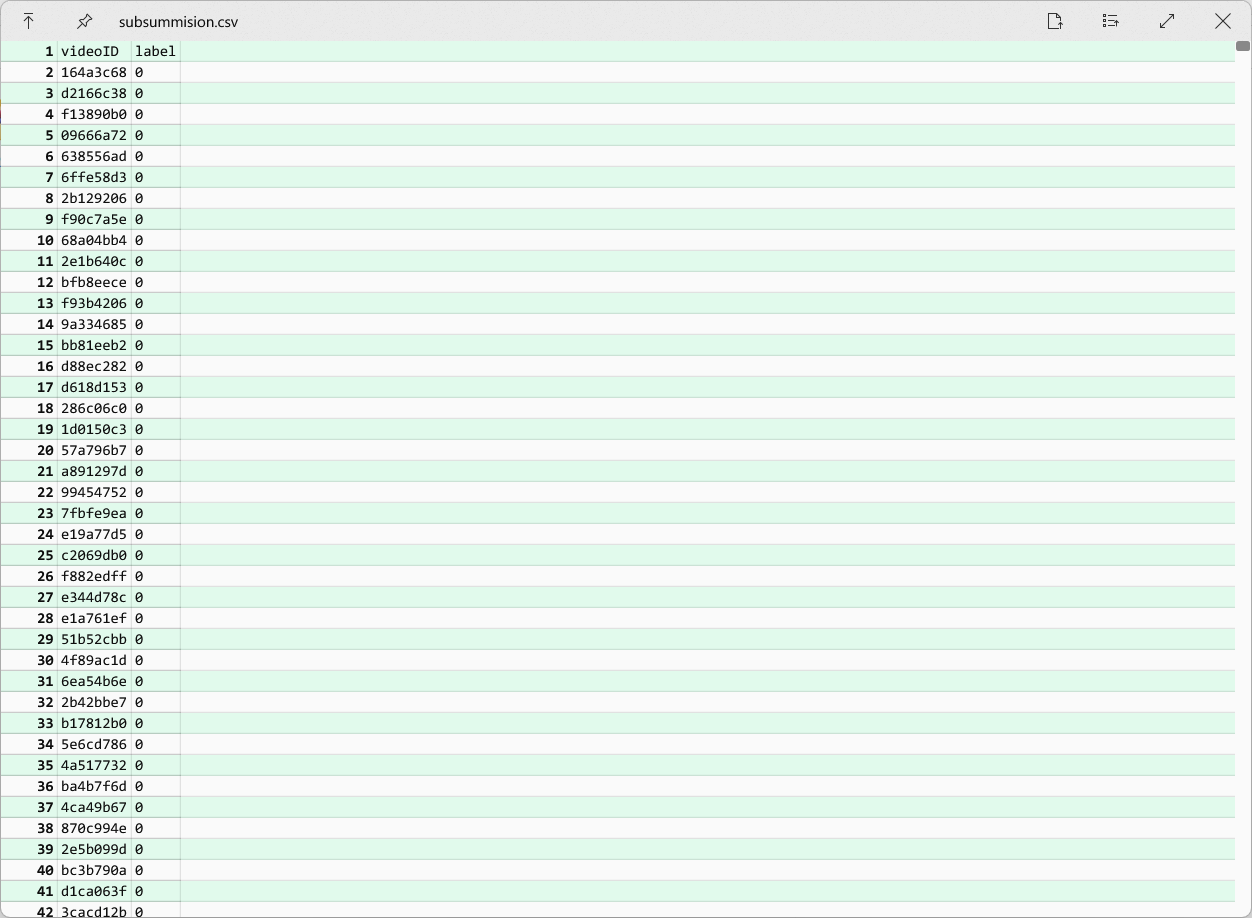 subsummision.csv
1 videoID label
2 164a3c68 0
3 d2166c38 0
4 f13890b0 0
5 09666a72 0
6 638556ad 0
7 6ffe58d3 0
8 2b129206 0
9 f90c7a5e 0
10 68a04bb4 0
11 2e1b640c 0
12 bfb8eece 0
13 f93b4206 0
14 9a334685 0
15 bb81eeb2 0
16 d88ec282 0
17 d618d153 0
18 286c06c0 0
19 1d0150c3 0
20 57a796b7 0
21 a891297d 0
22 99454752 0
23 7fbfe9ea 0
24 e19a77d5 0
25 c2069db0 0
26 f882edff 0
27 e344d78c 0
28 e1a761ef 0
29 51b52cbb 0
30 4f89ac1d 0
31 6ea54b6e 0
32 2b42bbe7 0
33 b17812b0 0
34 5e6cd786 0
35 4a517732 0
36 ba4b7f6d 0
37 4ca49b67 0
38 870c994e 0
39 2e5b099d 0
40 bc3b790a 0
41 d1ca063f 0
42 3cacd12b 0